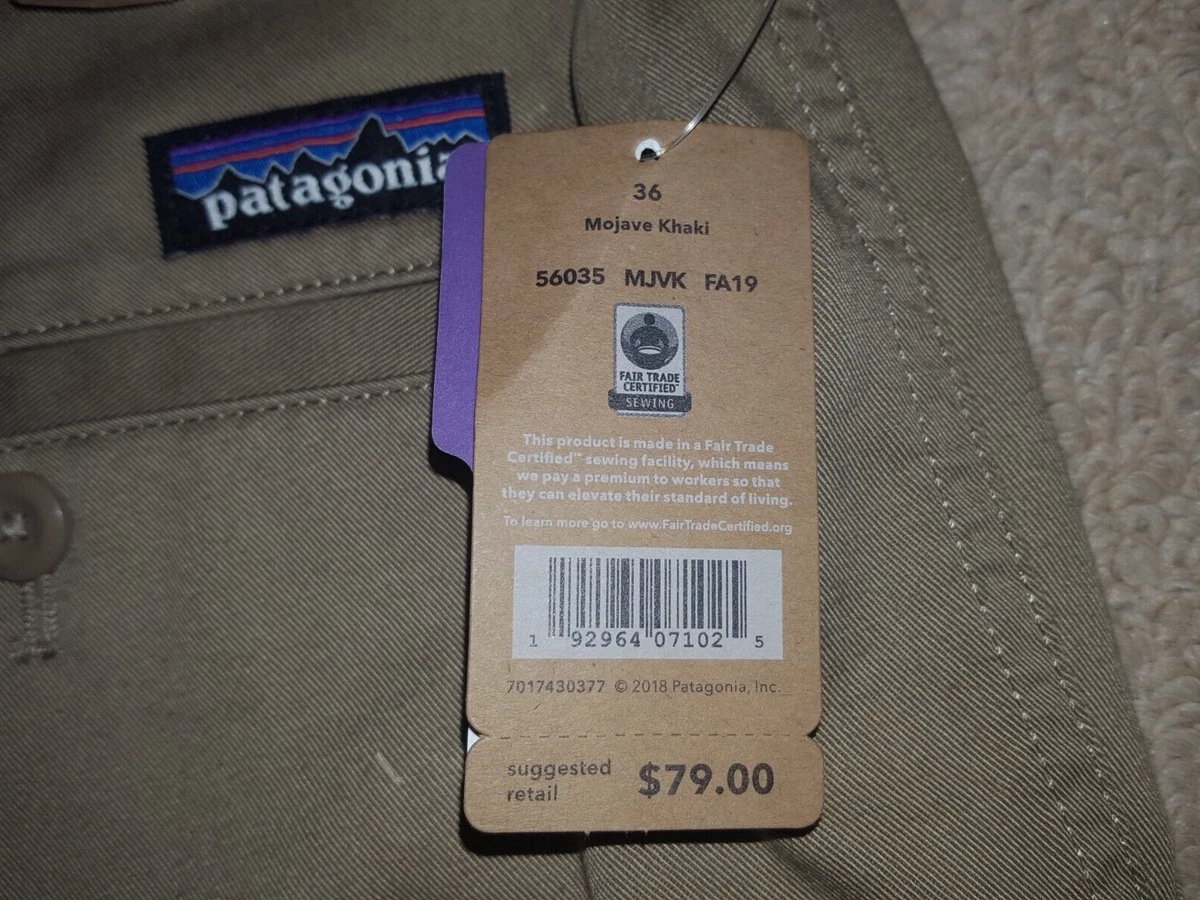 patagonia
36
Mojave Khaki
56035 MJVK FA19
FAIR TRADE
CERTIFIED™
SEWING
This product is made in a Fair Trade
Certified™ sewing facility, which means
we pay a premium to workers so that
they can elevate their standard of living.
To learn more go to www.FairTradeCertified.org
1 92964 07102 5
7017430377 © 2018 Patagonia, Inc.
suggested
retail
$79.00